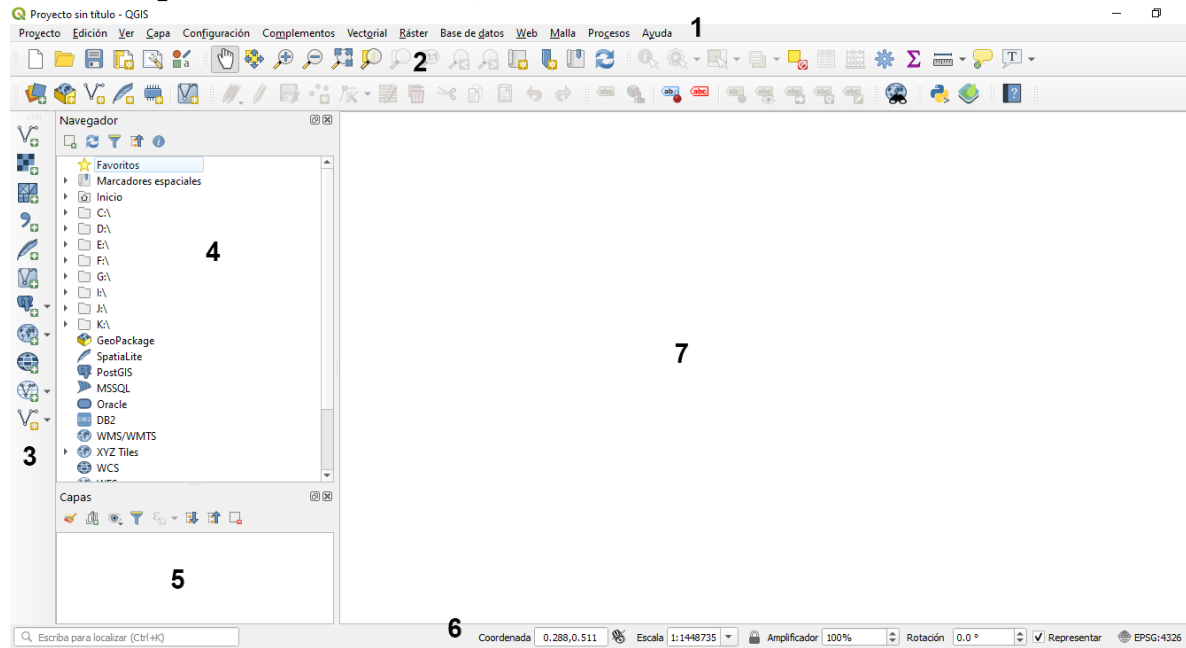 Proyecto sin título - QGIS
Proyecto Edición Ver Capa Configuración Complementos Vectorial Ráster Base de datos Web Malla Procesos Ayuda 1
2
abc abc
Navegador
Favoritos
Marcadores espaciales
Inicio
C:\
D:\
E:\
4
F:\
G:\
I:\
J:\
K:\
GeoPackage
SpatiaLite
7
PostGIS
MSSQL
Oracle
DB2 DB2
WMS/WMTS
3
XYZ Tiles
WCS
Capas
5
6
Escriba para localizar (Ctrl+K) Coordenada 0.288,0.511 Escala 1:1448735 Amplificador 100% Rotación 0.0 ° Representar EPSG:4326